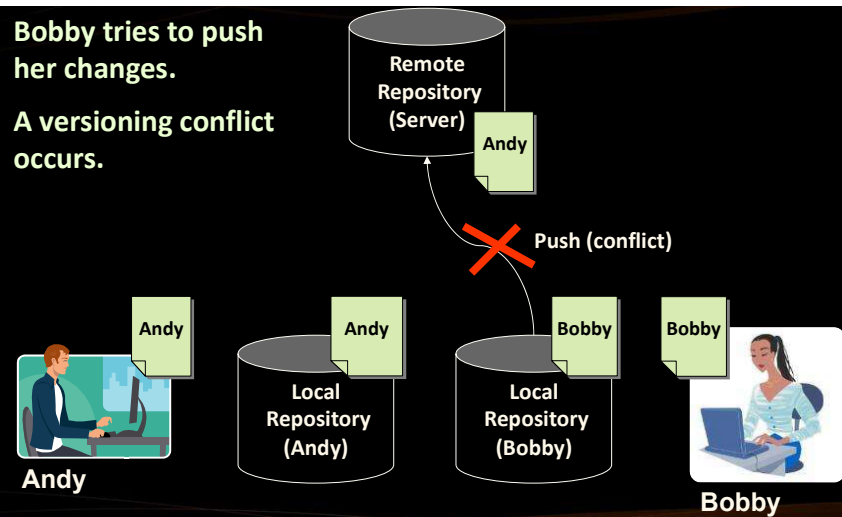 Bobby tries to push
her changes.
A versioning conflict
occurs.
Remote
Repository
(Server)
Andy
Push (conflict)
Andy
Andy
Bobby
Bobby
Local
Repository
(Andy)
Local
Repository
(Bobby)
Andy
Bobby